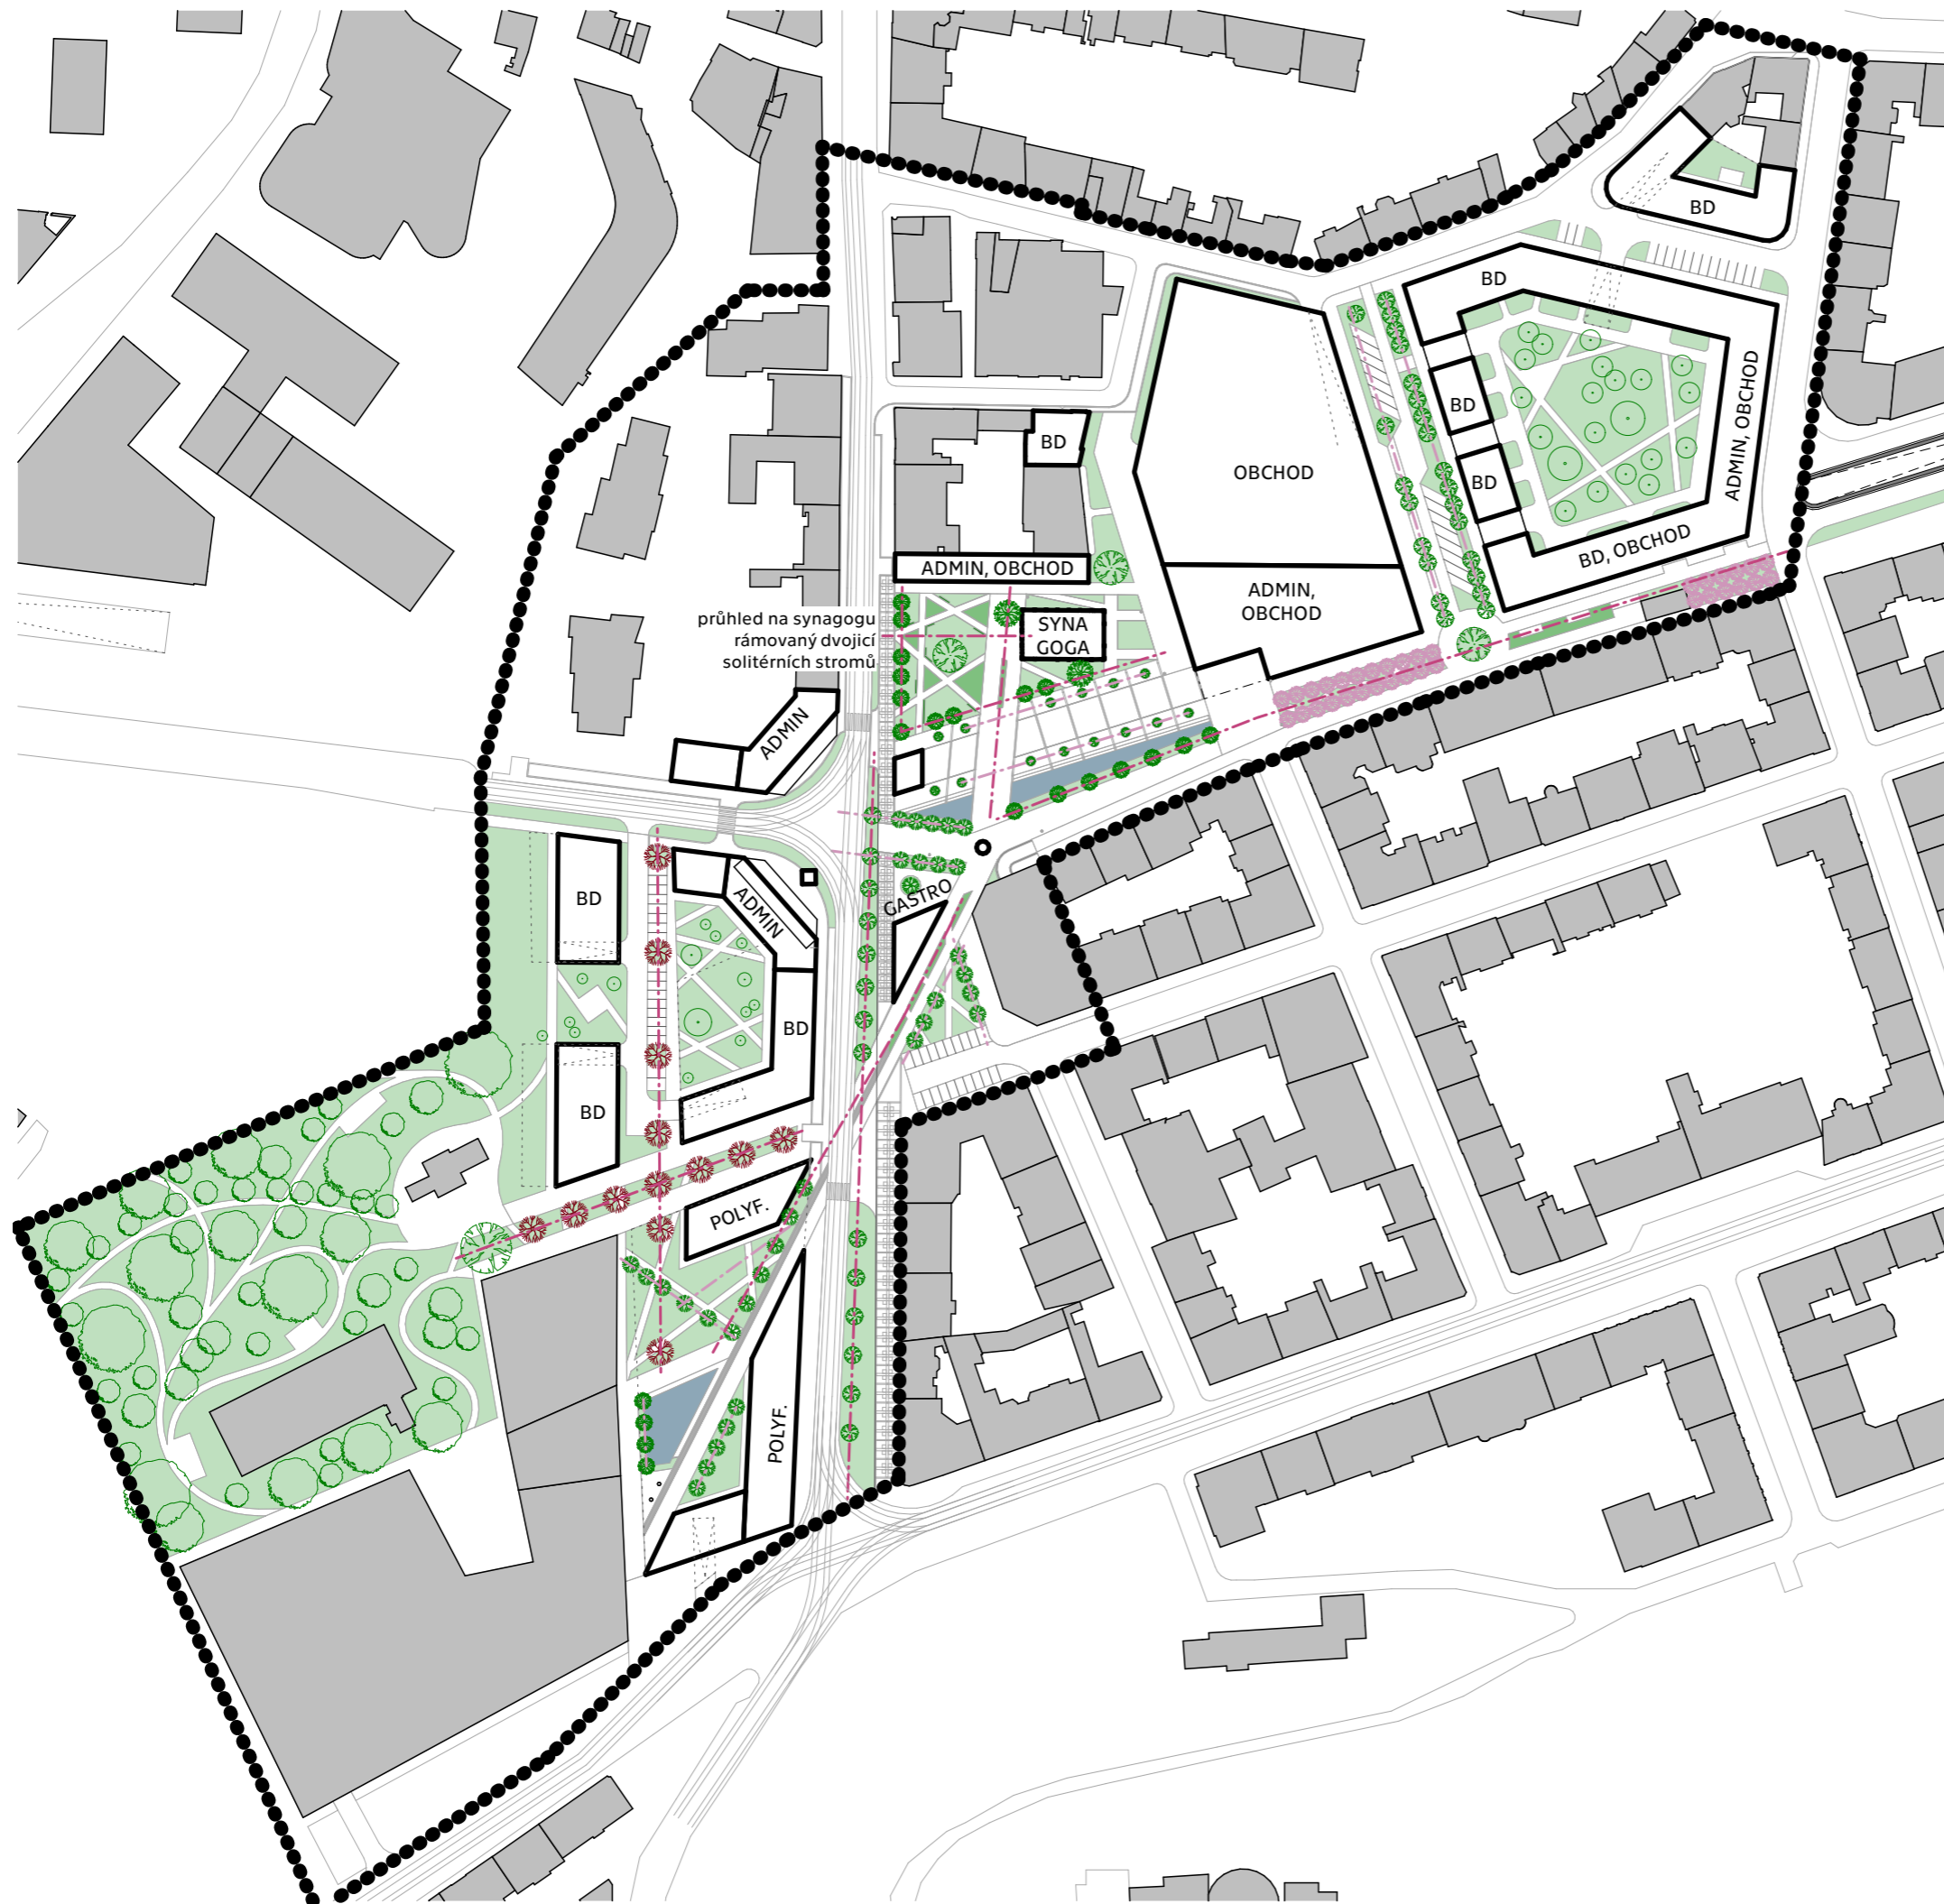 BD
BD
ADMIN, OBCHOD
BD
BD
BD
OBCHOD
BD, OBCHOD
ADMIN, OBCHOD
ADMIN,
OBCHOD
průhled na synagogu
rámovaný dvojicí
solitérních stromů
SYNA
GOGA
ADMIN
BD
ADMIN
GASTRO
BD
BD
POLYF.
POLYF.